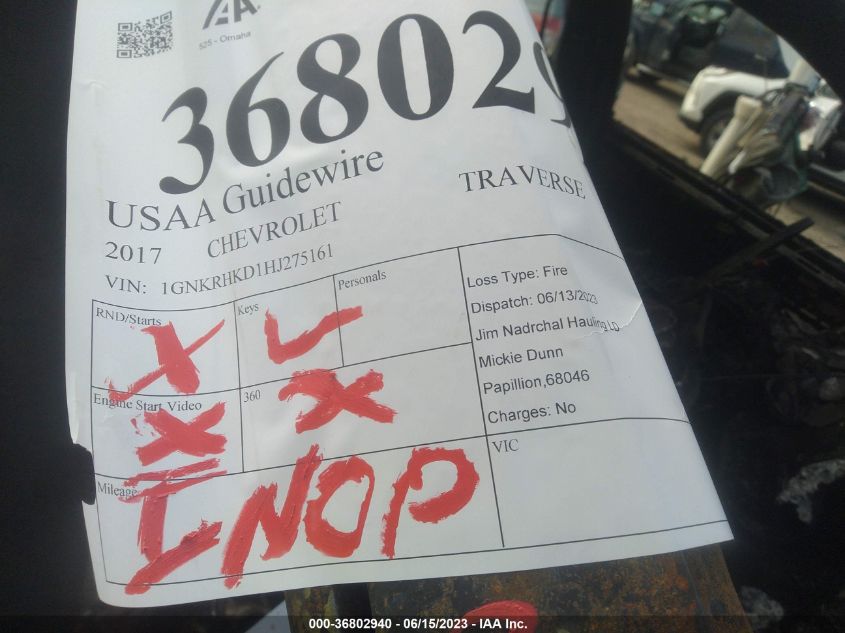 IAA
525 - Omaha
368029
USAA Guidewire
2017 CHEVROLET TRAVERSE
VIN: 1GNKRHKD1HJ275161
RND/Starts X
Keys ✓
Personals
Engine Start Video X
360 X
Mileage INOP
Loss Type: Fire
Dispatch: 06/13/2023
Jim Nadrchal Hauling LD
Mickie Dunn
Papillion,68046
Charges: No
VIC
000-36802940 - 06/15/2023 - IAA Inc.